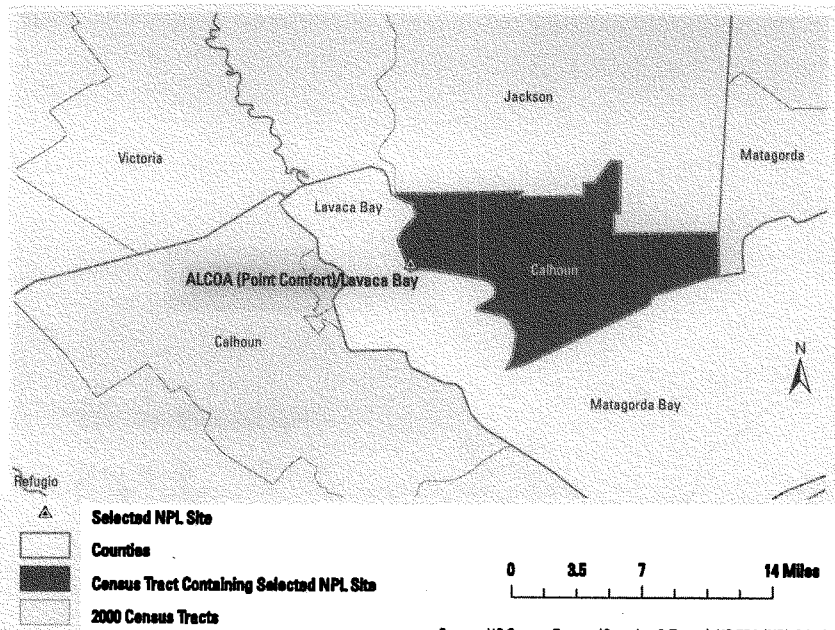 Jackson
Victoria
Matagorda
Lavaca Bay
Calhoun
ALCOA (Point Comfort)/Lavaca Bay
Calhoun
N
Matagorda Bay
Refugio
Selected NPL Site
Counties
Census Tract Containing Selected NPL Site
2000 Census Tracts
0 3.5 7 14 Miles